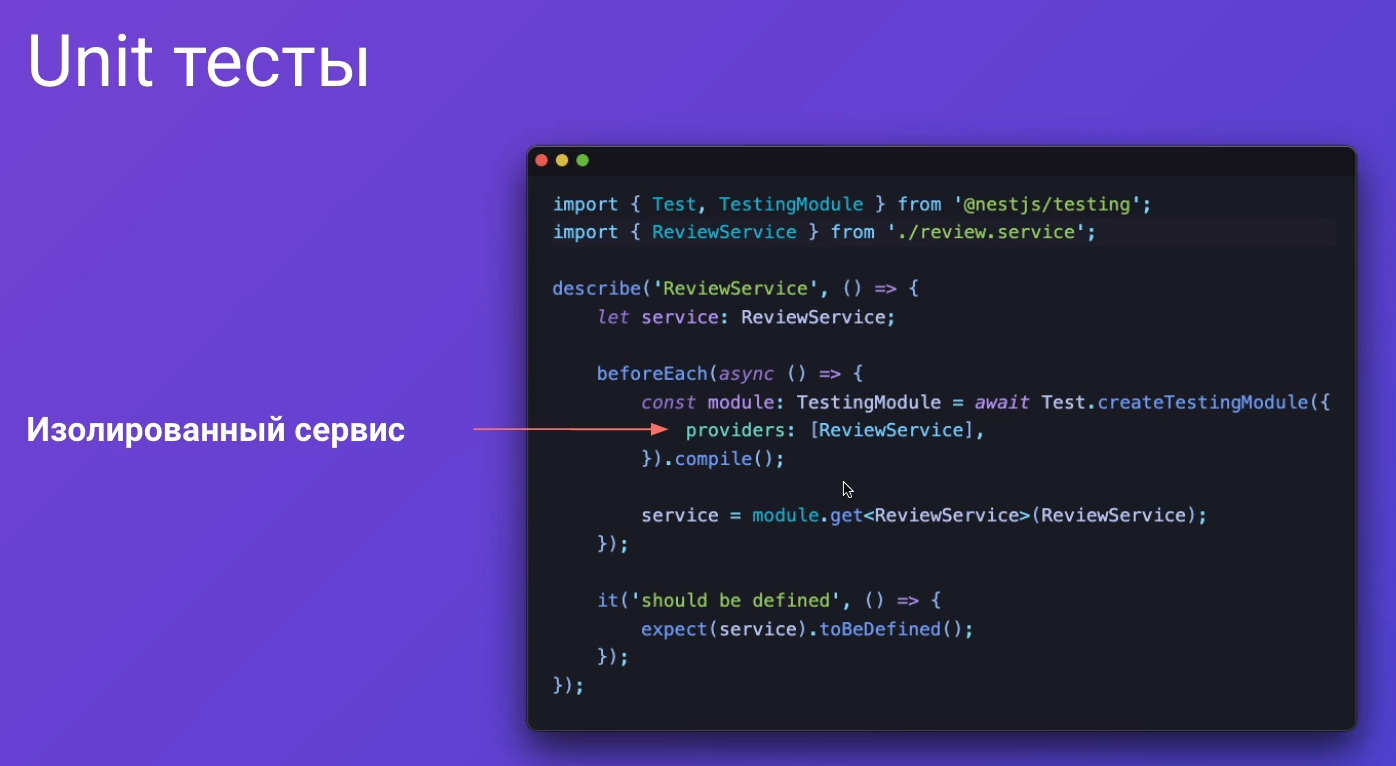 Unit тесты
import { Test, TestingModule } from '@nestjs/testing';
import { ReviewService } from './review.service';
describe('ReviewService', () => {
let service: ReviewService;
beforeEach(async () => {
const module: TestingModule = await Test.createTestingModule({
Изолированный сервис
providers: [ReviewService],
}).compile();
service = module.get<ReviewService>(ReviewService);
});
it('should be defined', () => {
expect(service).toBeDefined();
});
});